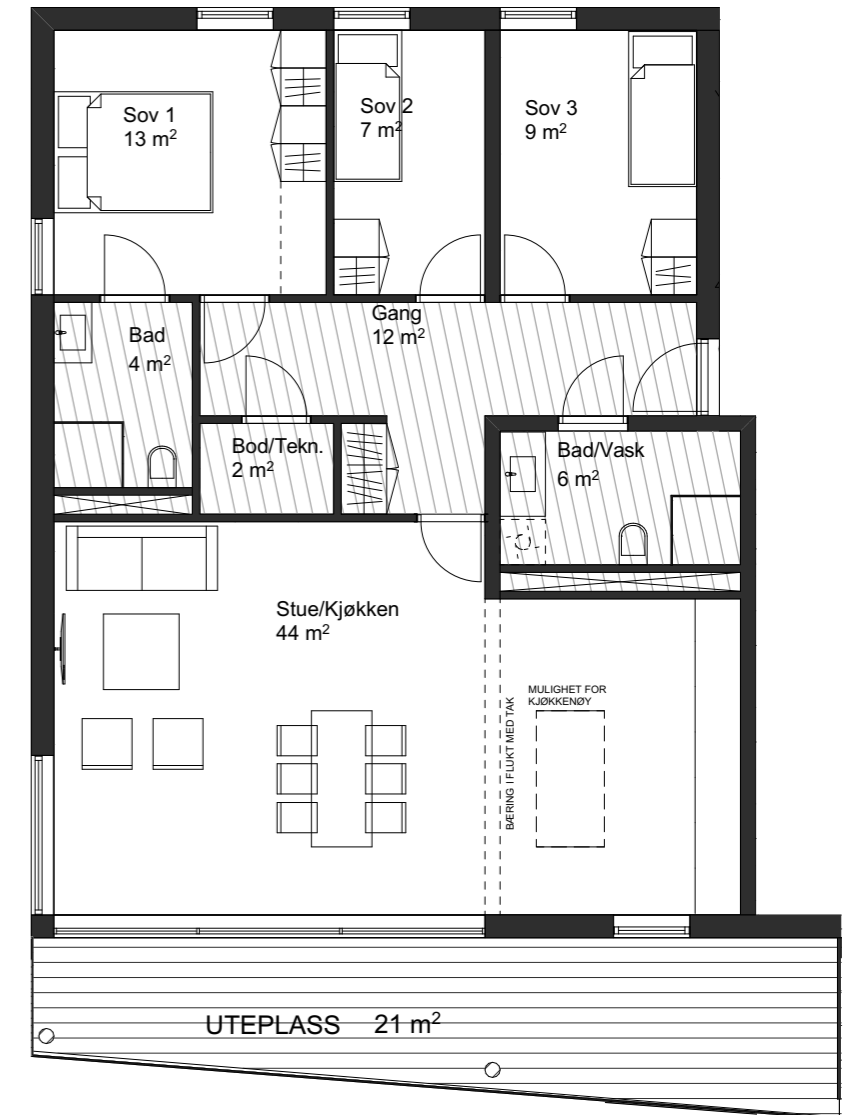 Sov 1
13 m²
Sov 2
7 m²
Sov 3
9 m²
Gang
12 m²
Bad
4 m²
Bod/Tekn.
2 m²
Bad/Vask
6 m²
Stue/Kjøkken
44 m²
MULIGHET FOR
KJØKKENØY
BÆRING I FLUKT MED TAK
UTEPLASS 21 m²